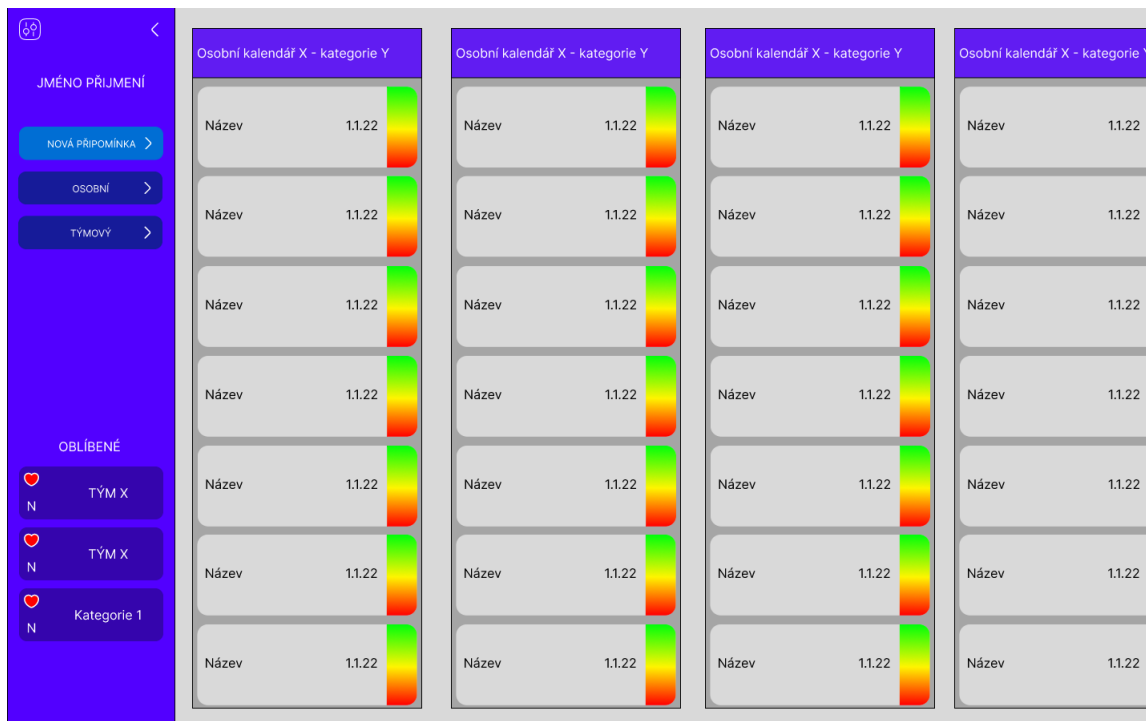 JMÉNO PŘIJMENÍ
NOVÁ PŘIPOMÍNKA
OSOBNÍ
TÝMOVÝ
OBLÍBENÉ
TÝM X
N
TÝM X
N
Kategorie 1
N
Osobní kalendář X - kategorie Y
Název 1.1.22
Název 1.1.22
Název 1.1.22
Název 1.1.22
Název 1.1.22
Název 1.1.22
Název 1.1.22
Osobní kalendář X - kategorie Y
Název 1.1.22
Název 1.1.22
Název 1.1.22
Název 1.1.22
Název 1.1.22
Název 1.1.22
Název 1.1.22
Osobní kalendář X - kategorie Y
Název 1.1.22
Název 1.1.22
Název 1.1.22
Název 1.1.22
Název 1.1.22
Název 1.1.22
Název 1.1.22
Osobní kalendář X - kategorie Y
Název 1.1.22
Název 1.1.22
Název 1.1.22
Název 1.1.22
Název 1.1.22
Název 1.1.22
Název 1.1.22